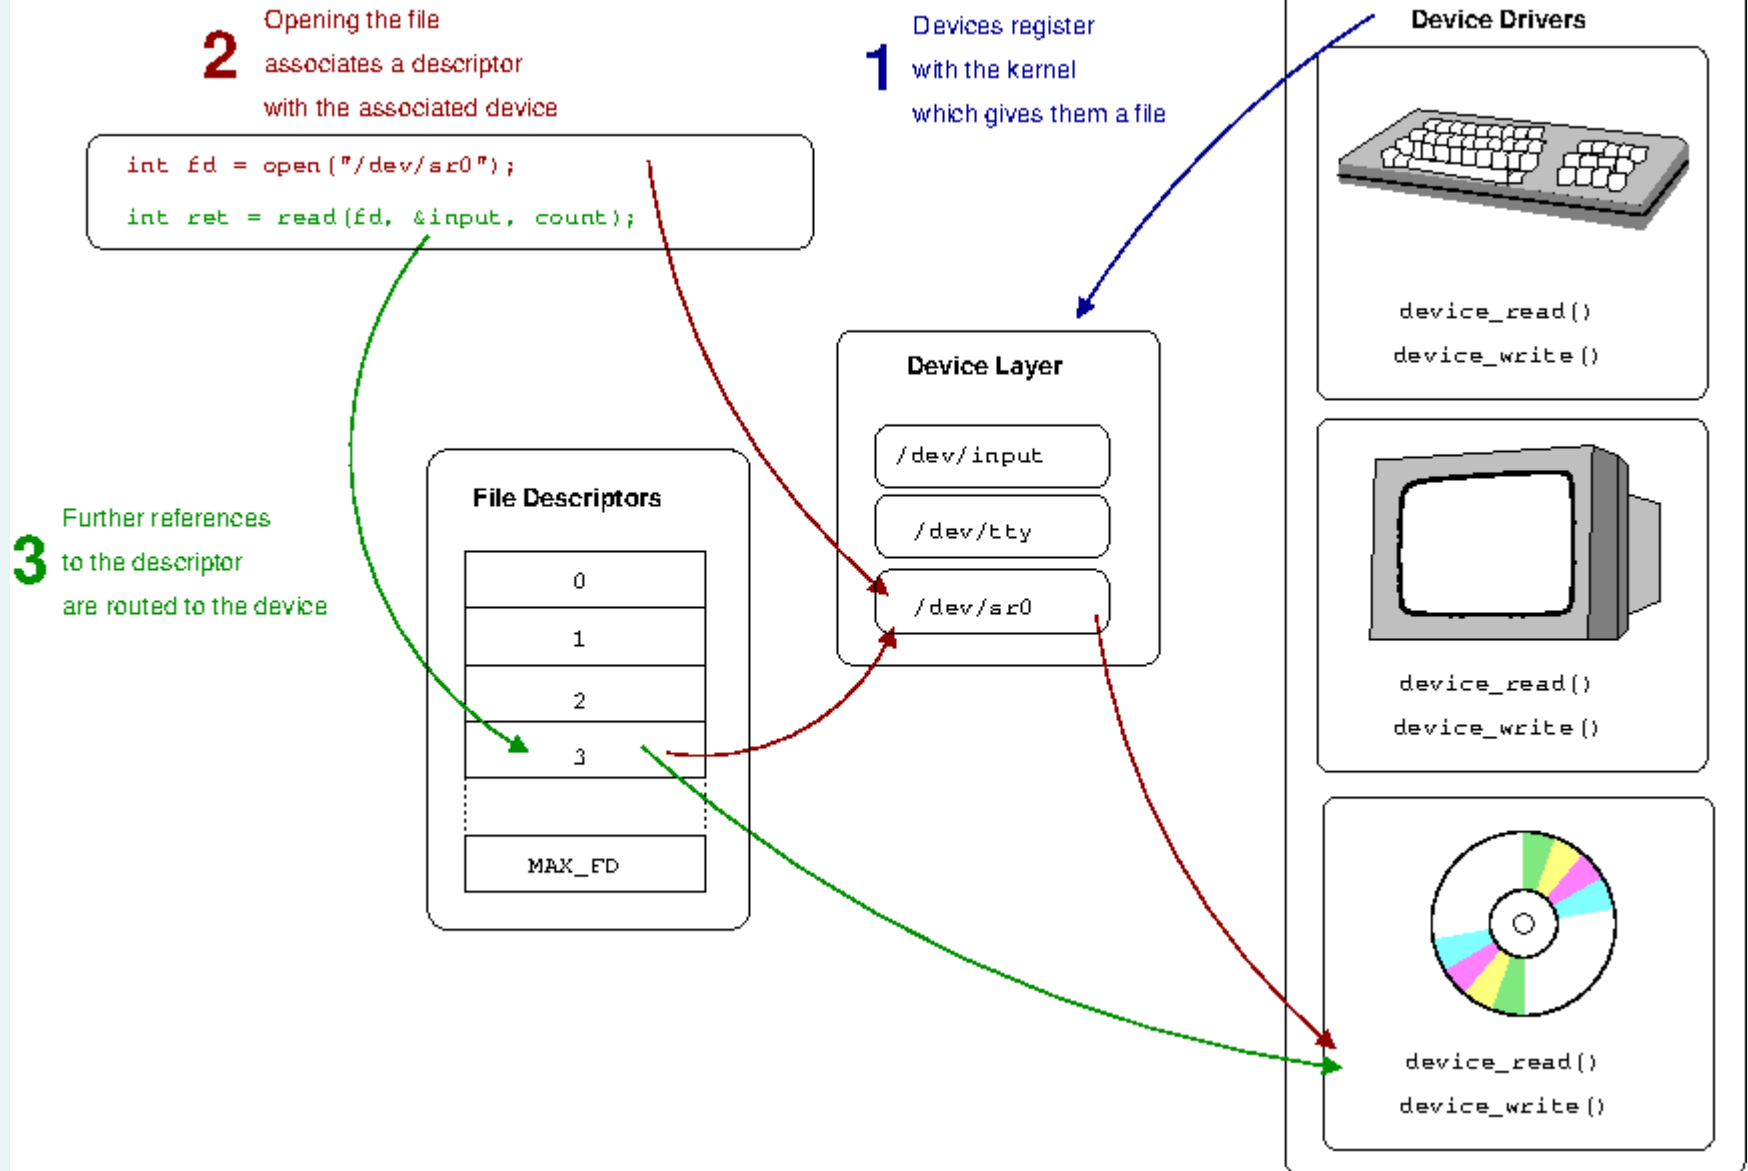 2
Opening the file
associates a descriptor
with the associated device
int fd = open("/dev/sr0");
int ret = read(fd, &input, count);
1
Devices register
with the kernel
which gives them a file
Device Drivers
device_read()
device_write()
device_read()
device_write()
device_read()
device_write()
Device Layer
/dev/input
/dev/tty
/dev/sr0
File Descriptors
0
1
2
3
MAX_FD
3
Further references
to the descriptor
are routed to the device